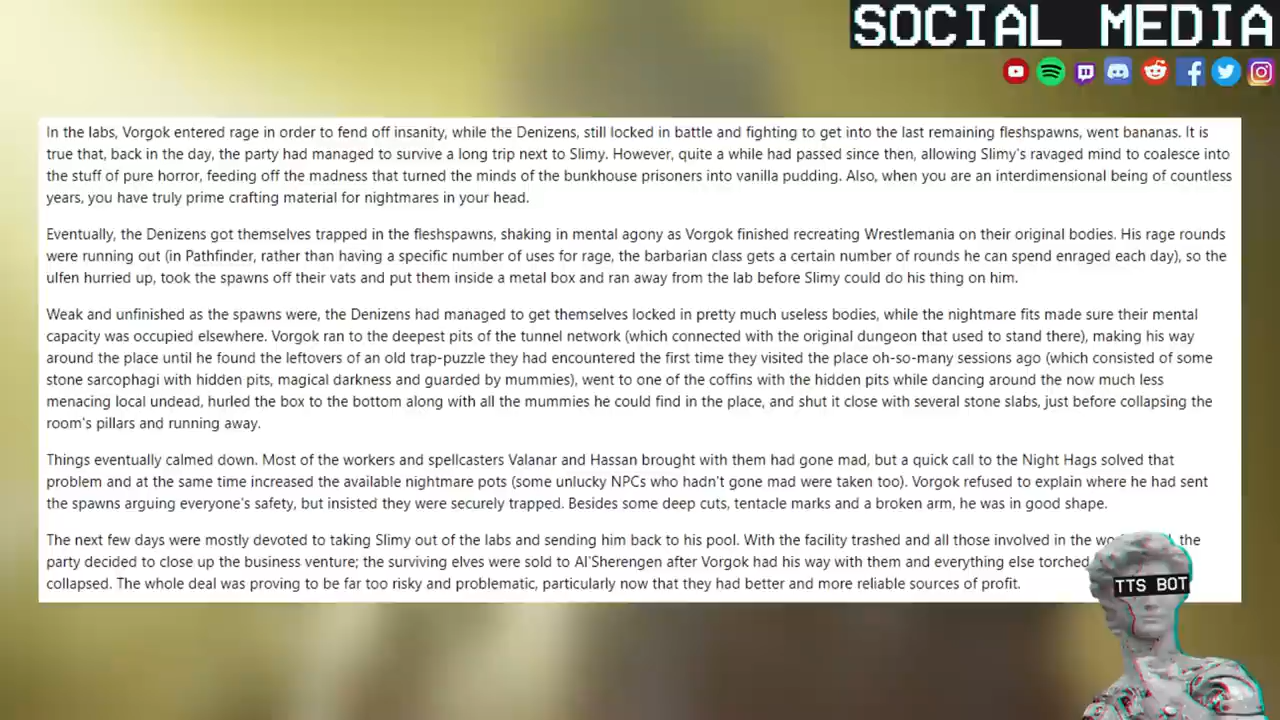 SOCIAL MEDIA
In the labs, Vorgok entered rage in order to fend off insanity, while the Denizens, still locked in battle and fighting to get into the last remaining fleshspawns, went bananas. It is
true that, back in the day, the party had managed to survive a long trip next to Slimy. However, quite a while had passed since then, allowing Slimy's ravaged mind to coalesce into
the stuff of pure horror, feeding off the madness that turned the minds of the bunkhouse prisoners into vanilla pudding. Also, when you are an interdimensional being of countless
years, you have truly prime crafting material for nightmares in your head.
Eventually, the Denizens got themselves trapped in the fleshspawns, shaking in mental agony as Vorgok finished recreating Wrestlemania on their original bodies. His rage rounds
were running out (in Pathfinder, rather than having a specific number of uses for rage, the barbarian class gets a certain number of rounds he can spend enraged each day), so the
ulfen hurried up, took the spawns off their vats and put them inside a metal box and ran away from the lab before Slimy could do his thing on him.
Weak and unfinished as the spawns were, the Denizens had managed to get themselves locked in pretty much useless bodies, while the nightmare fits made sure their mental
capacity was occupied elsewhere. Vorgok ran to the deepest pits of the tunnel network (which connected with the original dungeon that used to stand there), making his way
around the place until he found the leftovers of an old trap-puzzle they had encountered the first time they visited the place oh-so-many sessions ago (which consisted of some
stone sarcophagi with hidden pits, magical darkness and guarded by mummies), went to one of the coffins with the hidden pits while dancing around the now much less
menacing local undead, hurled the box to the bottom along with all the mummies he could find in the place, and shut it close with several stone slabs, just before collapsing the
room's pillars and running away.
Things eventually calmed down. Most of the workers and spellcasters Valanar and Hassan brought with them had gone mad, but a quick call to the Night Hags solved that
problem and at the same time increased the available nightmare pots (some unlucky NPCs who hadn't gone mad were taken too). Vorgok refused to explain where he had sent
the spawns arguing everyone's safety, but insisted they were securely trapped. Besides some deep cuts, tentacle marks and a broken arm, he was in good shape.
The next few days were mostly devoted to taking Slimy out of the labs and sending him back to his pool. With the facility trashed and all those involved in the the
party decided to close up the business venture; the surviving elves were sold to Al'Sherengen after Vorgok had his way with them and everything else torched
collapsed. The whole deal was proving to be far too risky and problematic, particularly now that they had better and more reliable sources of profit.
TTS BOT